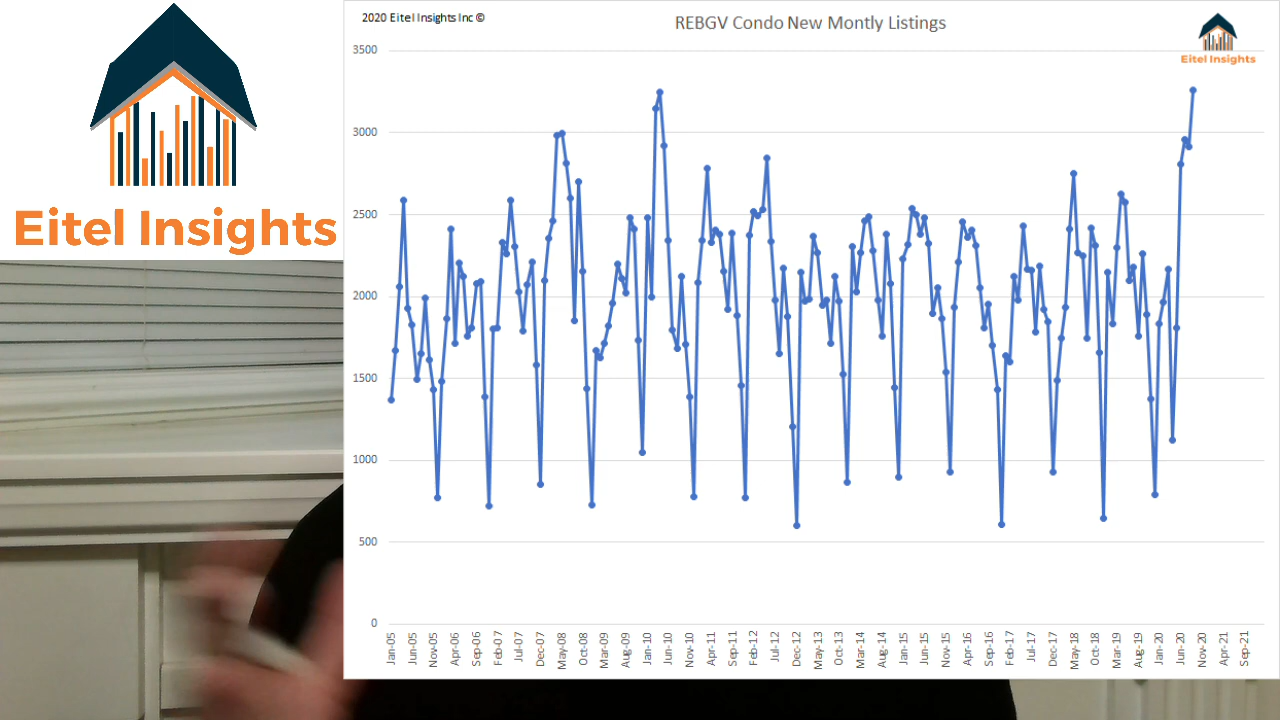 Eitel Insights
2020 Eitel Insights Inc ©
REBGV Condo New Montly Listings
Eitel Insights
3500
3000
2500
2000
1500
1000
500
0
Jan-05
Jun-05
Nov-05
Apr-06
Sep-06
Feb-07
Jul-07
Dec-07
May-08
Oct-08
Mar-09
Aug-09
Jan-10
Jun-10
Nov-10
Apr-11
Sep-11
Feb-12
Jul-12
Dec-12
May-13
Oct-13
Mar-14
Aug-14
Jan-15
Jun-15
Nov-15
Apr-16
Sep-16
Feb-17
Jul-17
Dec-17
May-18
Oct-18
Mar-19
Aug-19
Jan-20
Jun-20
Nov-20
Apr-21
Sep-21